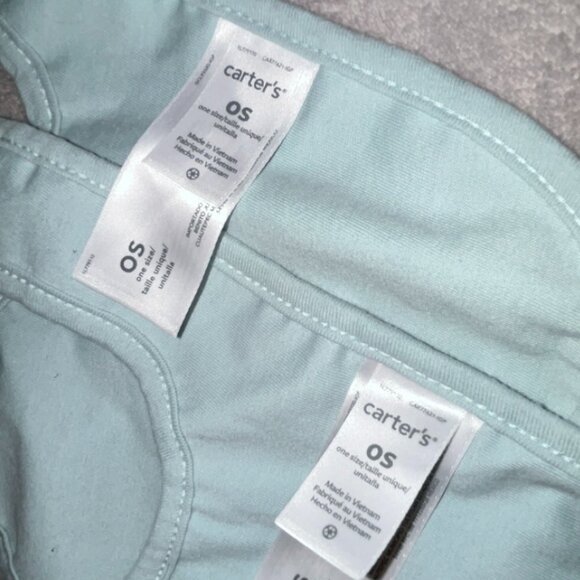 carter's®
OS
one size/taille unique/
unitalla
Made in Vietnam
Fabriqué au Vietnam
Hecho en Vietnam
OS
one size/
taille unique/
unitalla
IMPORTADO
carter's®
OS
one size/taille unique/
unitalla
Made in Vietnam
Fabriqué au Vietnam
Hecho en Vietnam